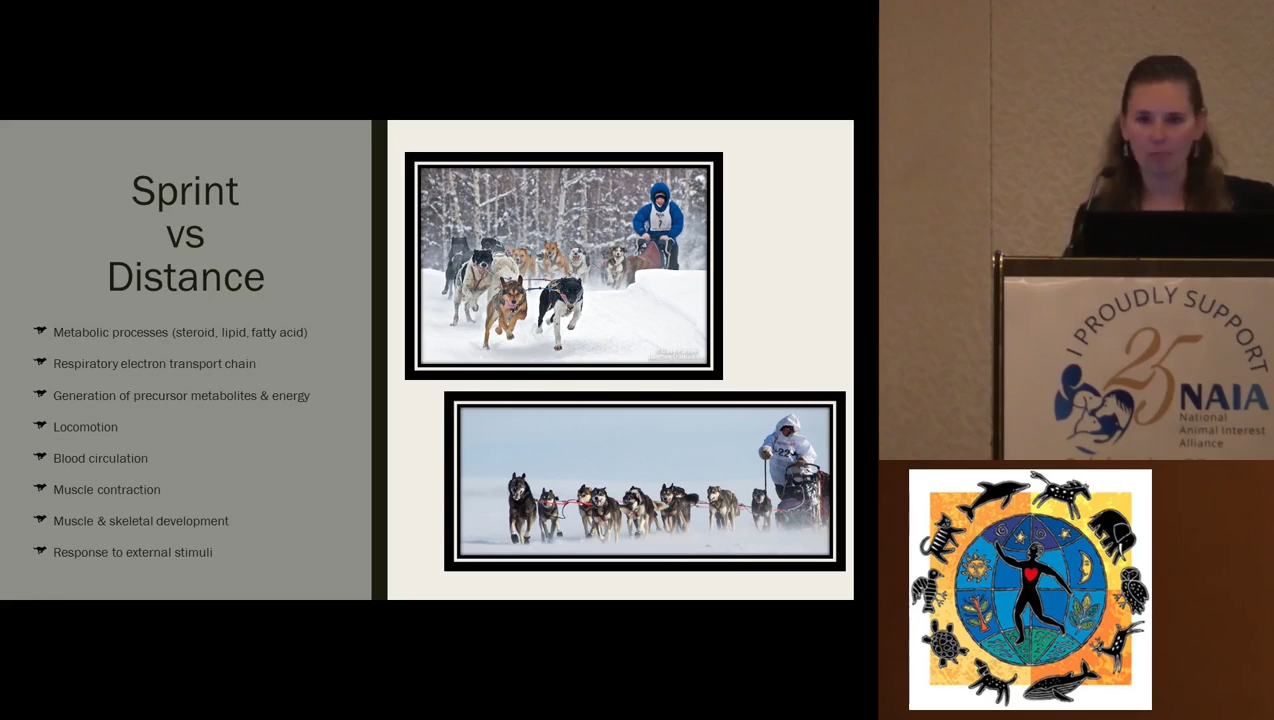 Sprint
vs
Distance
Metabolic processes (steroid, lipid, fatty acid)
Respiratory electron transport chain
Generation of precursor metabolites & energy
Locomotion
Blood circulation
Muscle contraction
Muscle & skeletal development
Response to external stimuli
7
22
I PROUDLY SUPPORT
25
NAIA
National
Animal Interest
Alliance